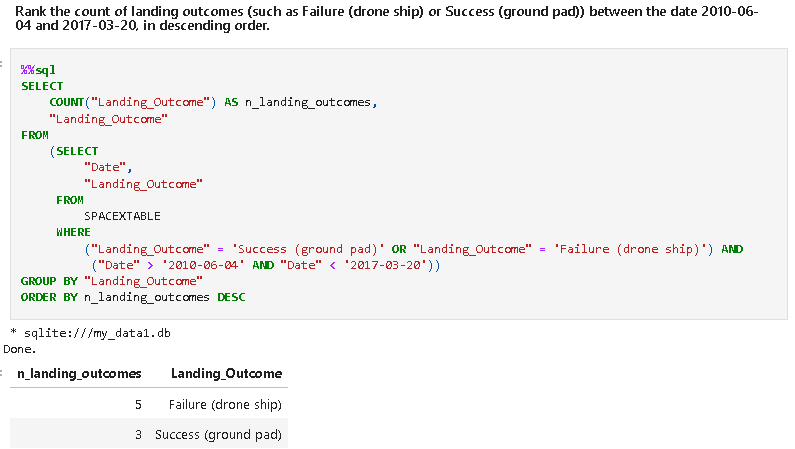 Rank the count of landing outcomes (such as Failure (drone ship) or Success (ground pad)) between the date 2010-06-
04 and 2017-03-20, in descending order.
%%sql
SELECT
    COUNT("Landing_Outcome") AS n_landing_outcomes,
    "Landing_Outcome"
FROM
    (SELECT
        "Date",
        "Landing_Outcome"
    FROM
        SPACEXTABLE
    WHERE
        ("Landing_Outcome" = 'Success (ground pad)' OR "Landing_Outcome" = 'Failure (drone ship)') AND
         ("Date" > '2010-06-04' AND "Date" < '2017-03-20'))
GROUP BY "Landing_Outcome"
ORDER BY n_landing_outcomes DESC
* sqlite:///my_data1.db
Done.
n_landing_outcomes Landing_Outcome
5 Failure (drone ship)
3 Success (ground pad)